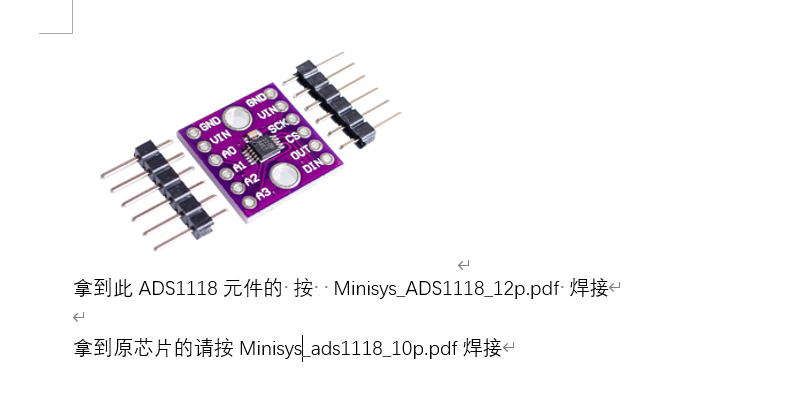 GND
VIN
A0
A1
A2
A3
GND
VIN
SCK
CS
OUT
DIN
拿到此 ADS1118 元件的 按 Minisys_ADS1118_12p.pdf 焊接
拿到原芯片的请按 Minisys_ads1118_10p.pdf 焊接